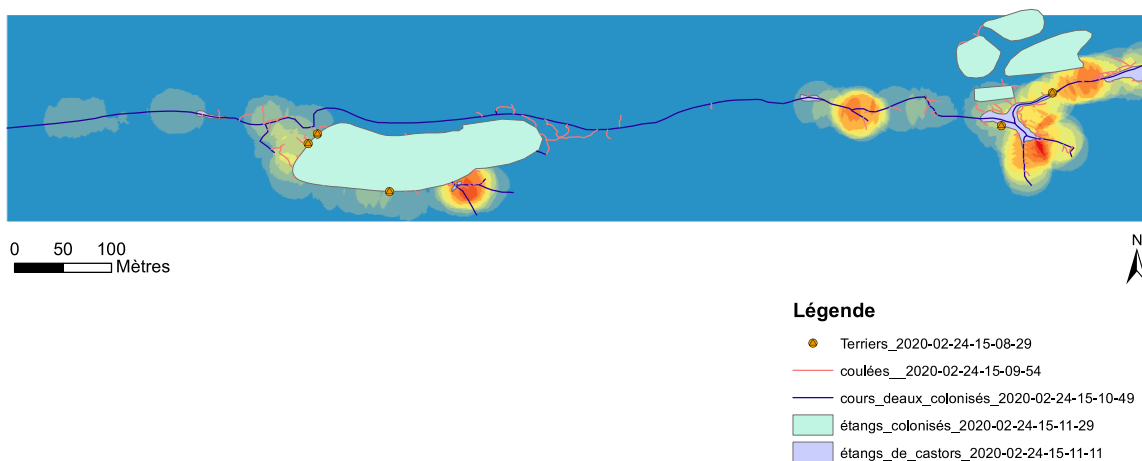 0 50 100
Mètres
N
Légende
Terriers_2020-02-24-15-08-29
coulées__2020-02-24-15-09-54
cours_deaux_colonisés_2020-02-24-15-10-49
étangs_colonisés_2020-02-24-15-11-29
étangs_de_castors_2020-02-24-15-11-11